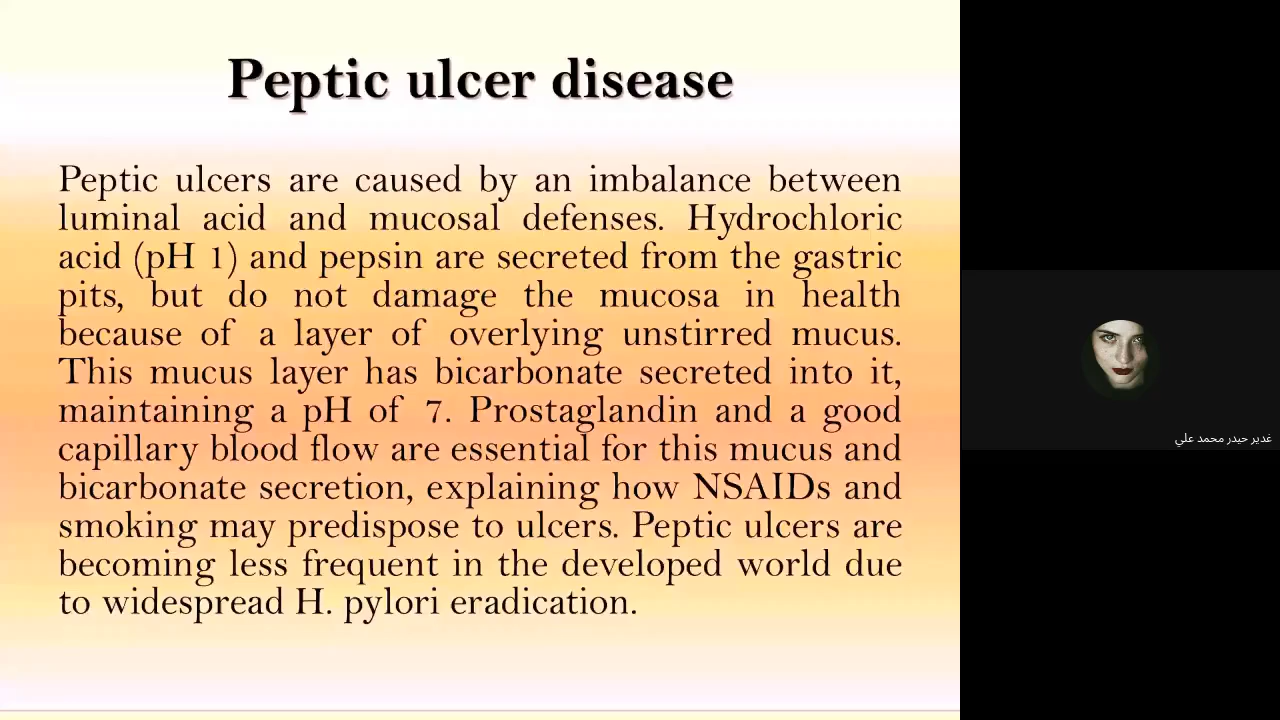 Peptic ulcer disease
Peptic ulcers are caused by an imbalance between
luminal acid and mucosal defenses. Hydrochloric
acid (pH 1) and pepsin are secreted from the gastric
pits, but do not damage the mucosa in health
because of a layer of overlying unstirred mucus.
This mucus layer has bicarbonate secreted into it,
maintaining a pH of 7. Prostaglandin and a good
capillary blood flow are essential for this mucus and
bicarbonate secretion, explaining how NSAIDs and
smoking may predispose to ulcers. Peptic ulcers are
becoming less frequent in the developed world due
to widespread H. pylori eradication.
غدير حيدر محمد علي